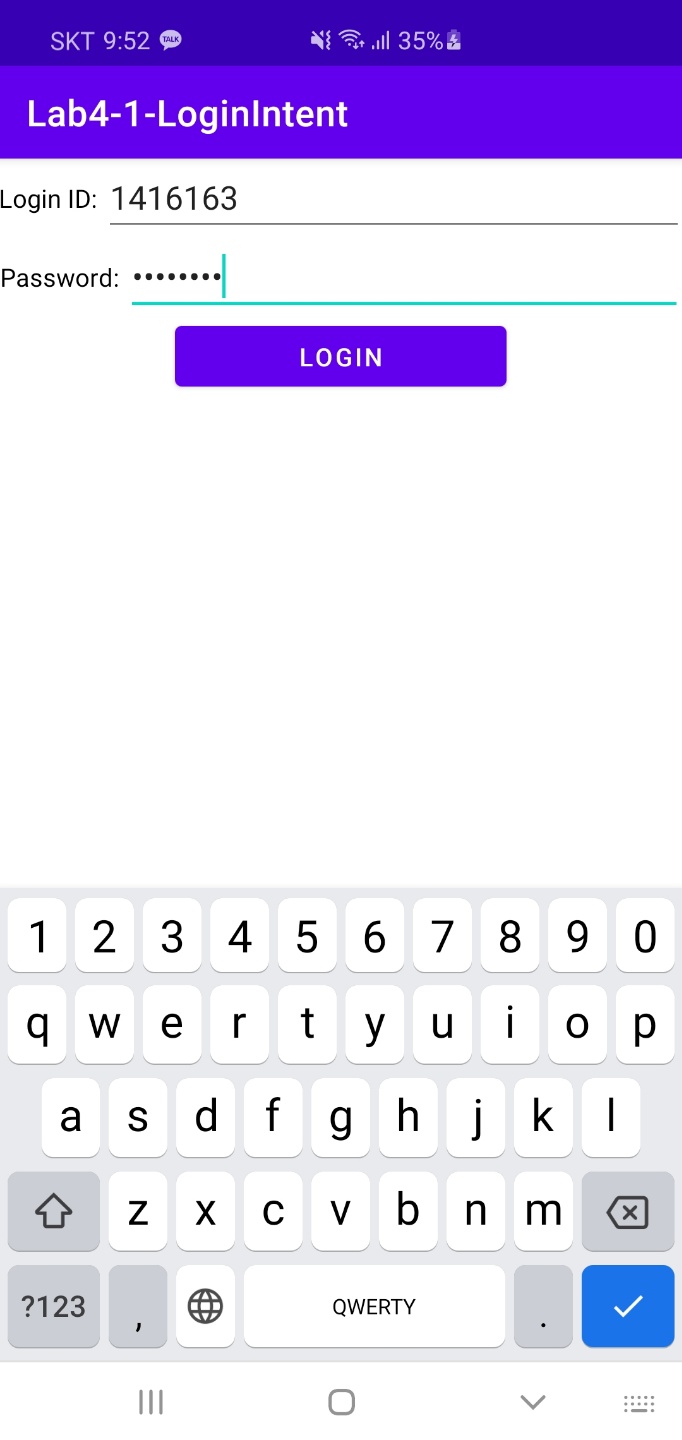 SKT 9:52 TALK 35%
Lab4-1-LoginIntent
Login ID: 1416163
Password: ••••••••
LOGIN
1 2 3 4 5 6 7 8 9 0
q w e r t y u i o p
a s d f g h j k l
z x c v b n m
?123 , QWERTY .